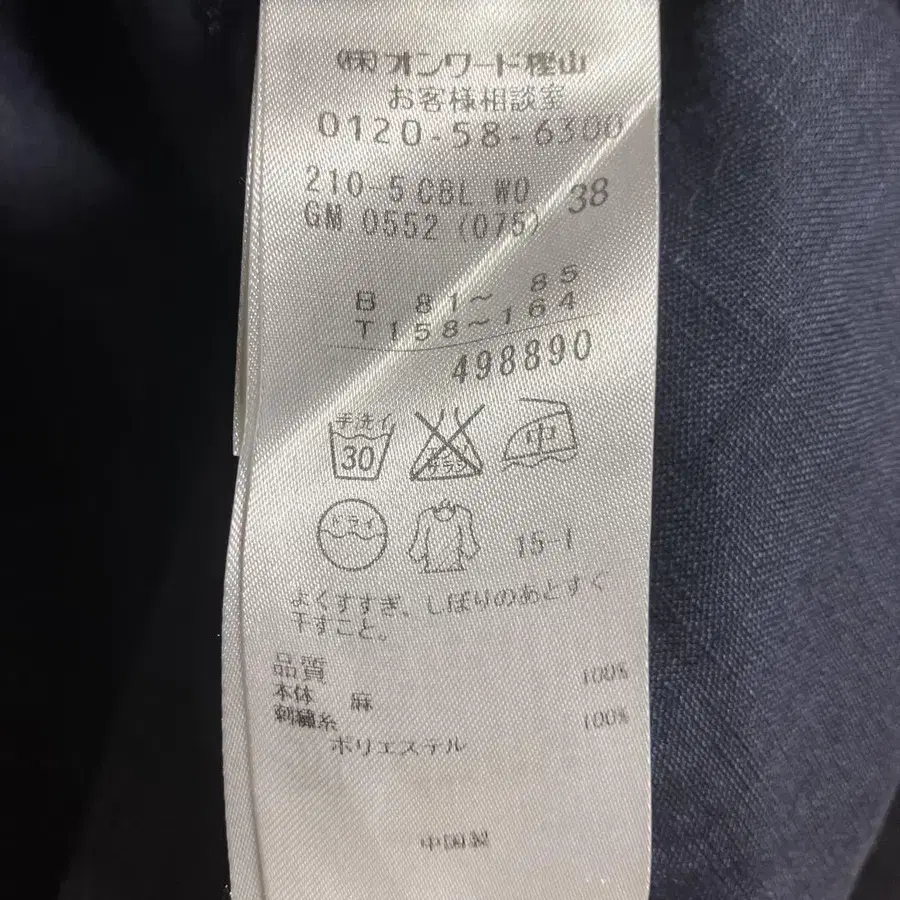 (株)オンワード樫山
お客様相談室
0120-58-6300
210-5 CBL WO 38
GM 0552 (075)
B 81～ 85
T158～164
498890
手洗イ
30
中
ドライ
15-1
よくすすぎ、しぼりのあとすぐ
干すこと。
品質
本体 麻 100%
刺繍糸
ポリエステル 100%
中国製